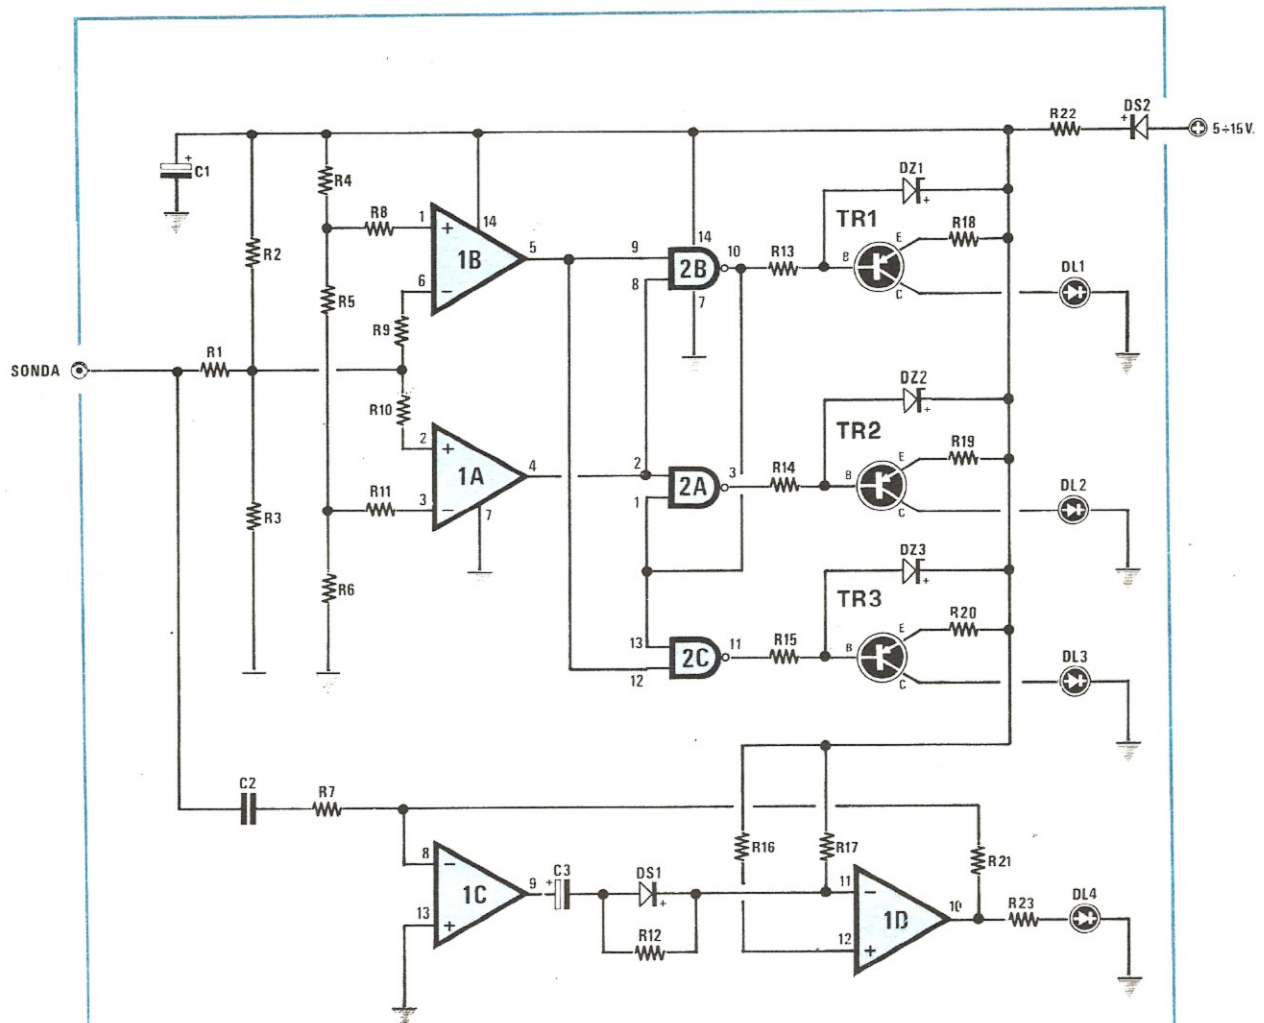 R22
DS2
+
5÷15V.
+
C1
R4
R2
R8
1
+
14
1B
5
6
−
R5
R9
9
8
14
2B
10
7
R13
DZ1
+
TR1
B
E
C
R18
DL1
SONDA
R1
R10
2
+
1A
4
R11
3
−
7
R3
R6
2
1
2A
3
R14
DZ2
+
TR2
B
E
C
R19
DL2
13
12
2C
11
R15
DZ3
+
TR3
B
E
C
R20
DL3
C2
R7
8
−
1C
9
13
+
C3
+
DS1
+
R12
R16
R17
11
−
1D
10
12
+
R21
R23
DL4